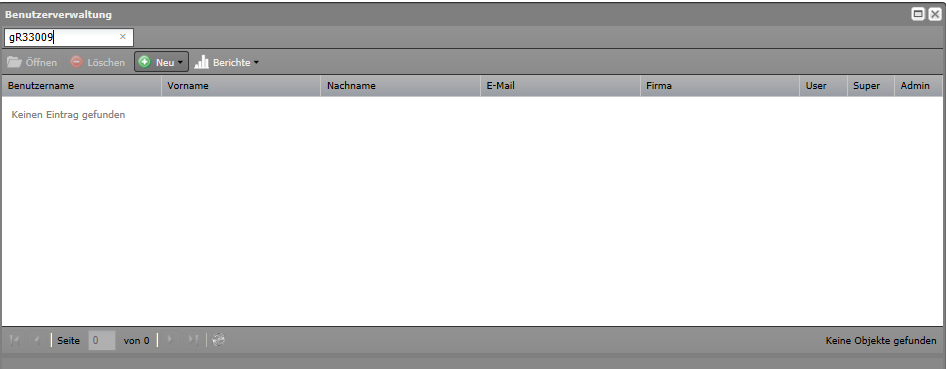 Benutzerverwaltung
gR33009
Öffnen Löschen Neu Berichte
Benutzername Vorname Nachname E-Mail Firma User Super Admin
Keinen Eintrag gefunden
Seite 0 von 0 Keine Objekte gefunden